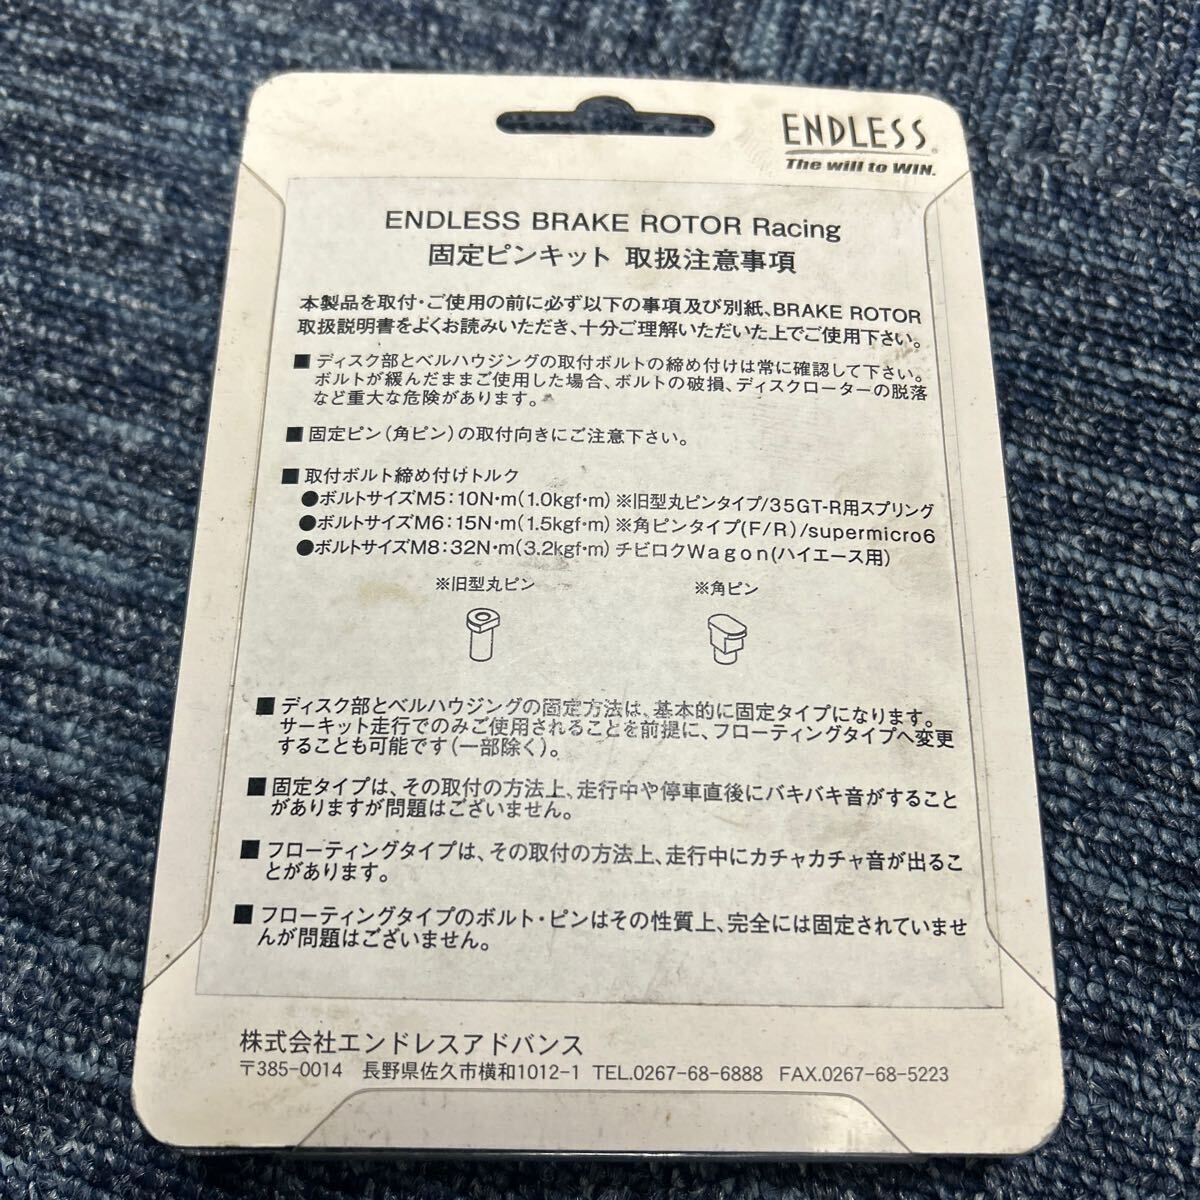 ENDLESS®
The will to WIN.
ENDLESS BRAKE ROTOR Racing
固定ピンキット 取扱注意事項
本製品を取付・ご使用の前に必ず以下の事項及び別紙、BRAKE ROTOR
取扱説明書をよくお読みいただき、十分ご理解いただいた上でご使用下さい。
■ ディスク部とベルハウジングの取付ボルトの締め付けは常に確認して下さい。
ボルトが緩んだままご使用した場合、ボルトの破損、ディスクローターの脱落
など重大な危険があります。
■ 固定ピン(角ピン)の取付向きにご注意下さい。
■ 取付ボルト締め付けトルク
●ボルトサイズM5:10N・m(1.0kgf・m) ※旧型丸ピンタイプ/35GT-R用スプリング
●ボルトサイズM6:15N・m(1.5kgf・m) ※角ピンタイプ(F/R)/supermicro6
●ボルトサイズM8:32N・m(3.2kgf・m) チビロクWagon(ハイエース用)
※旧型丸ピン ※角ピン
■ ディスク部とベルハウジングの固定方法は、基本的に固定タイプになります。
サーキット走行でのみご使用されることを前提に、フローティングタイプへ変更
することも可能です(一部除く)。
■ 固定タイプは、その取付の方法上、走行中や停車直後にバキバキ音がすること
がありますが問題はございません。
■ フローティングタイプは、その取付の方法上、走行中にカチャカチャ音が出るこ
とがあります。
■ フローティングタイプのボルト・ピンはその性質上、完全には固定されていませ
んが問題はございません。
株式会社エンドレスアドバンス
〒385-0014 長野県佐久市横和1012-1 TEL.0267-68-6888 FAX.0267-68-5223